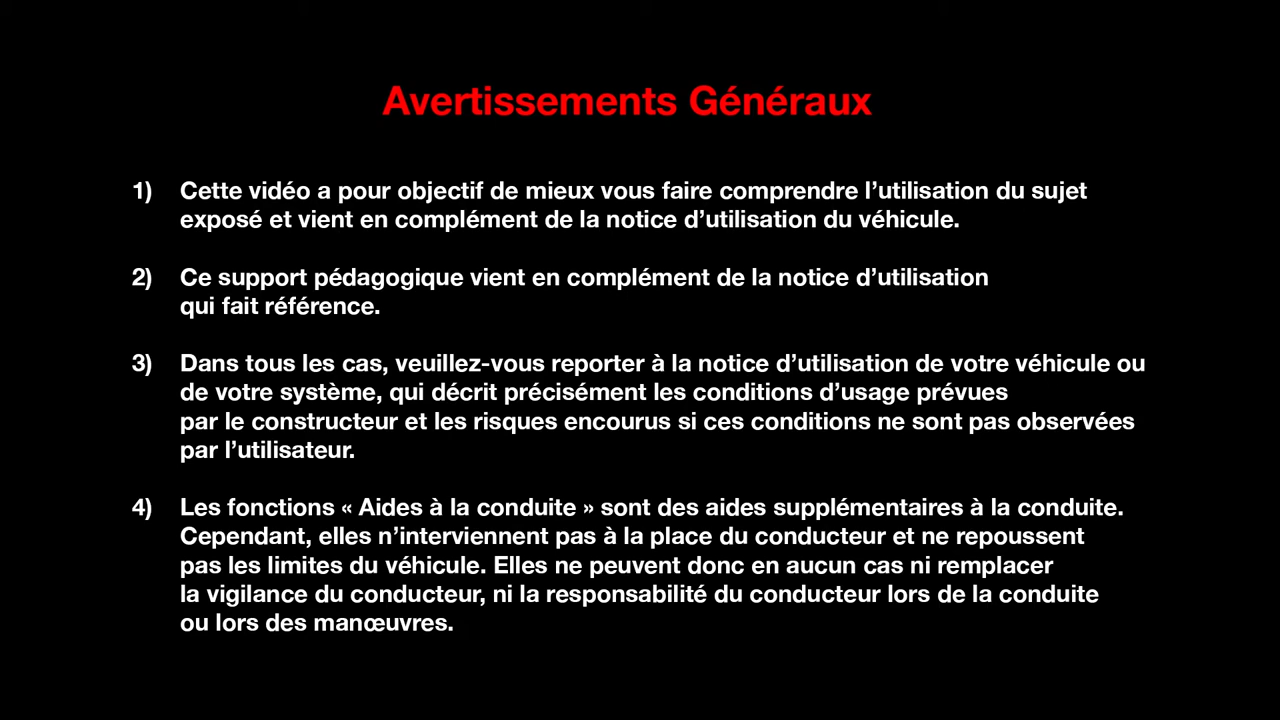 Avertissements Généraux
1) Cette vidéo a pour objectif de mieux vous faire comprendre l’utilisation du sujet
exposé et vient en complément de la notice d’utilisation du véhicule.
2) Ce support pédagogique vient en complément de la notice d’utilisation
qui fait référence.
3) Dans tous les cas, veuillez-vous reporter à la notice d’utilisation de votre véhicule ou
de votre système, qui décrit précisément les conditions d’usage prévues
par le constructeur et les risques encourus si ces conditions ne sont pas observées
par l’utilisateur.
4) Les fonctions « Aides à la conduite » sont des aides supplémentaires à la conduite.
Cependant, elles n’interviennent pas à la place du conducteur et ne repoussent
pas les limites du véhicule. Elles ne peuvent donc en aucun cas ni remplacer
la vigilance du conducteur, ni la responsabilité du conducteur lors de la conduite
ou lors des manœuvres.